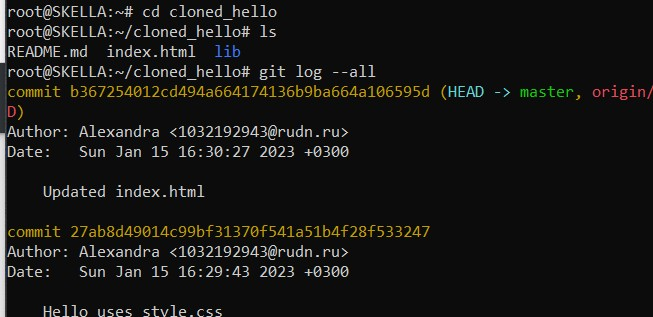 root@SKELLA:~# cd cloned_hello
root@SKELLA:~/cloned_hello# ls
README.md  index.html  lib
root@SKELLA:~/cloned_hello# git log --all
commit b367254012cd494a664174136b9ba664a106595d (HEAD -> master, origin/
D)
Author: Alexandra <1032192943@rudn.ru>
Date:   Sun Jan 15 16:30:27 2023 +0300
    Updated index.html
commit 27ab8d49014c99bf31370f541a51b4f28f533247
Author: Alexandra <1032192943@rudn.ru>
Date:   Sun Jan 15 16:29:43 2023 +0300
    Hello uses style.css